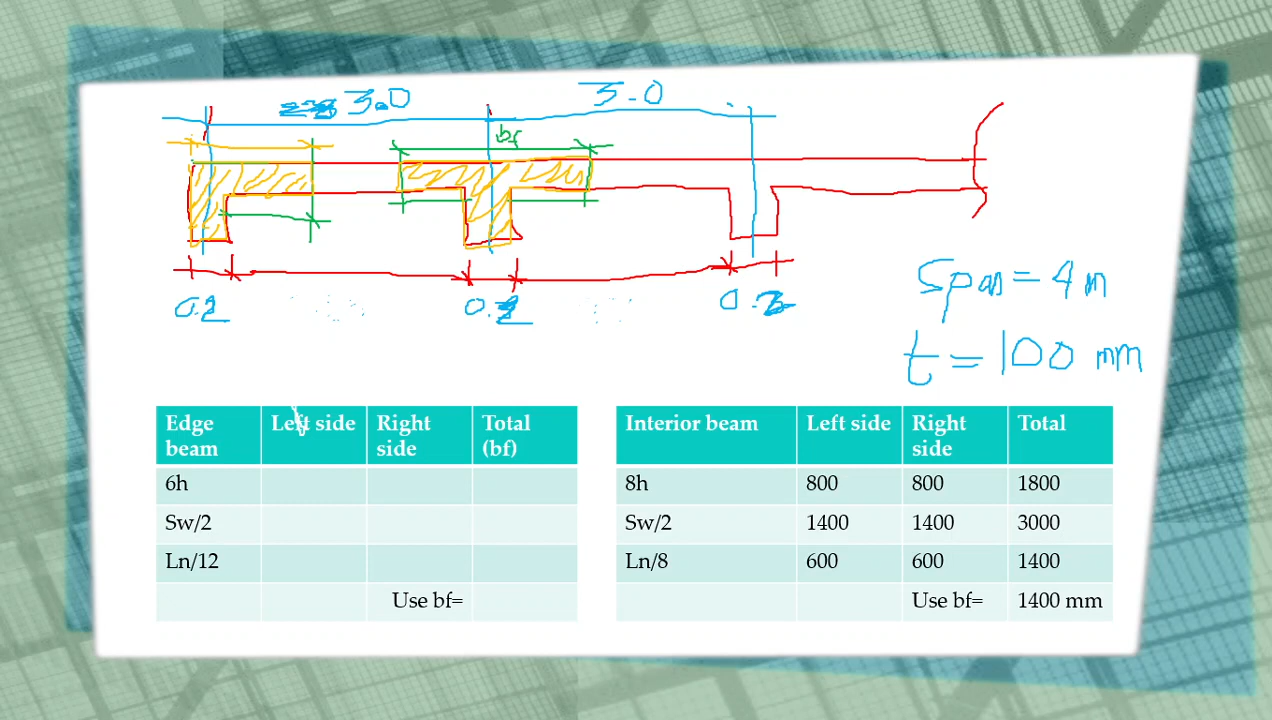 3.0
3.0
bf
0.2
Span = 4 m
t = 100 mm
Edge beam Left side Right side Total (bf)
6h
Sw/2
Ln/12
Use bf=
Interior beam Left side Right side Total
8h 800 800 1800
Sw/2 1400 1400 3000
Ln/8 600 600 1400
Use bf= 1400 mm